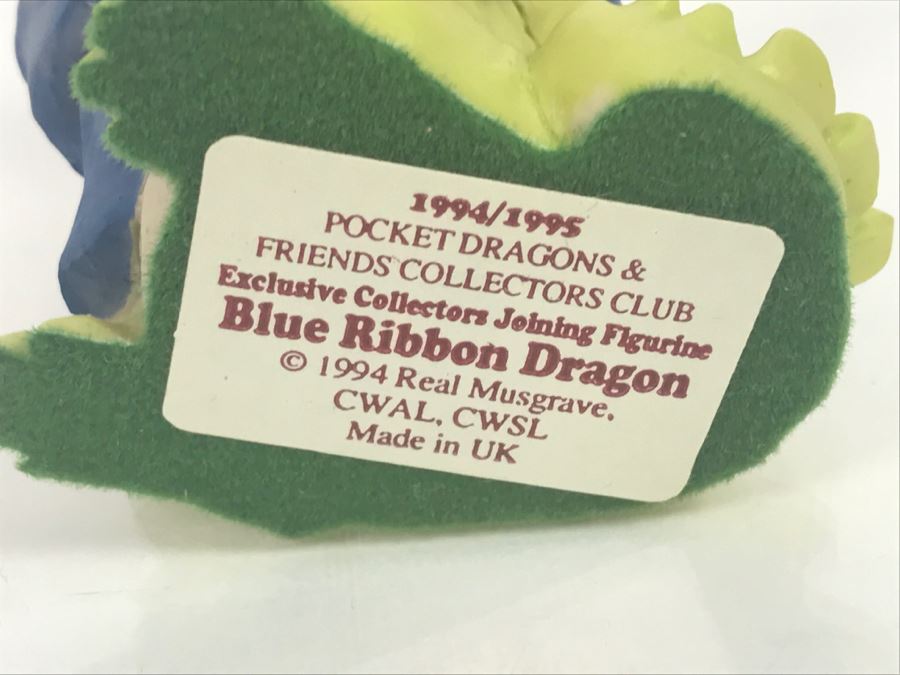 1994/1995
POCKET DRAGONS &
FRIENDS COLLECTORS CLUB
Exclusive Collectors Joining Figurine
Blue Ribbon Dragon
© 1994 Real Musgrave.
CWAL, CWSL
Made in UK